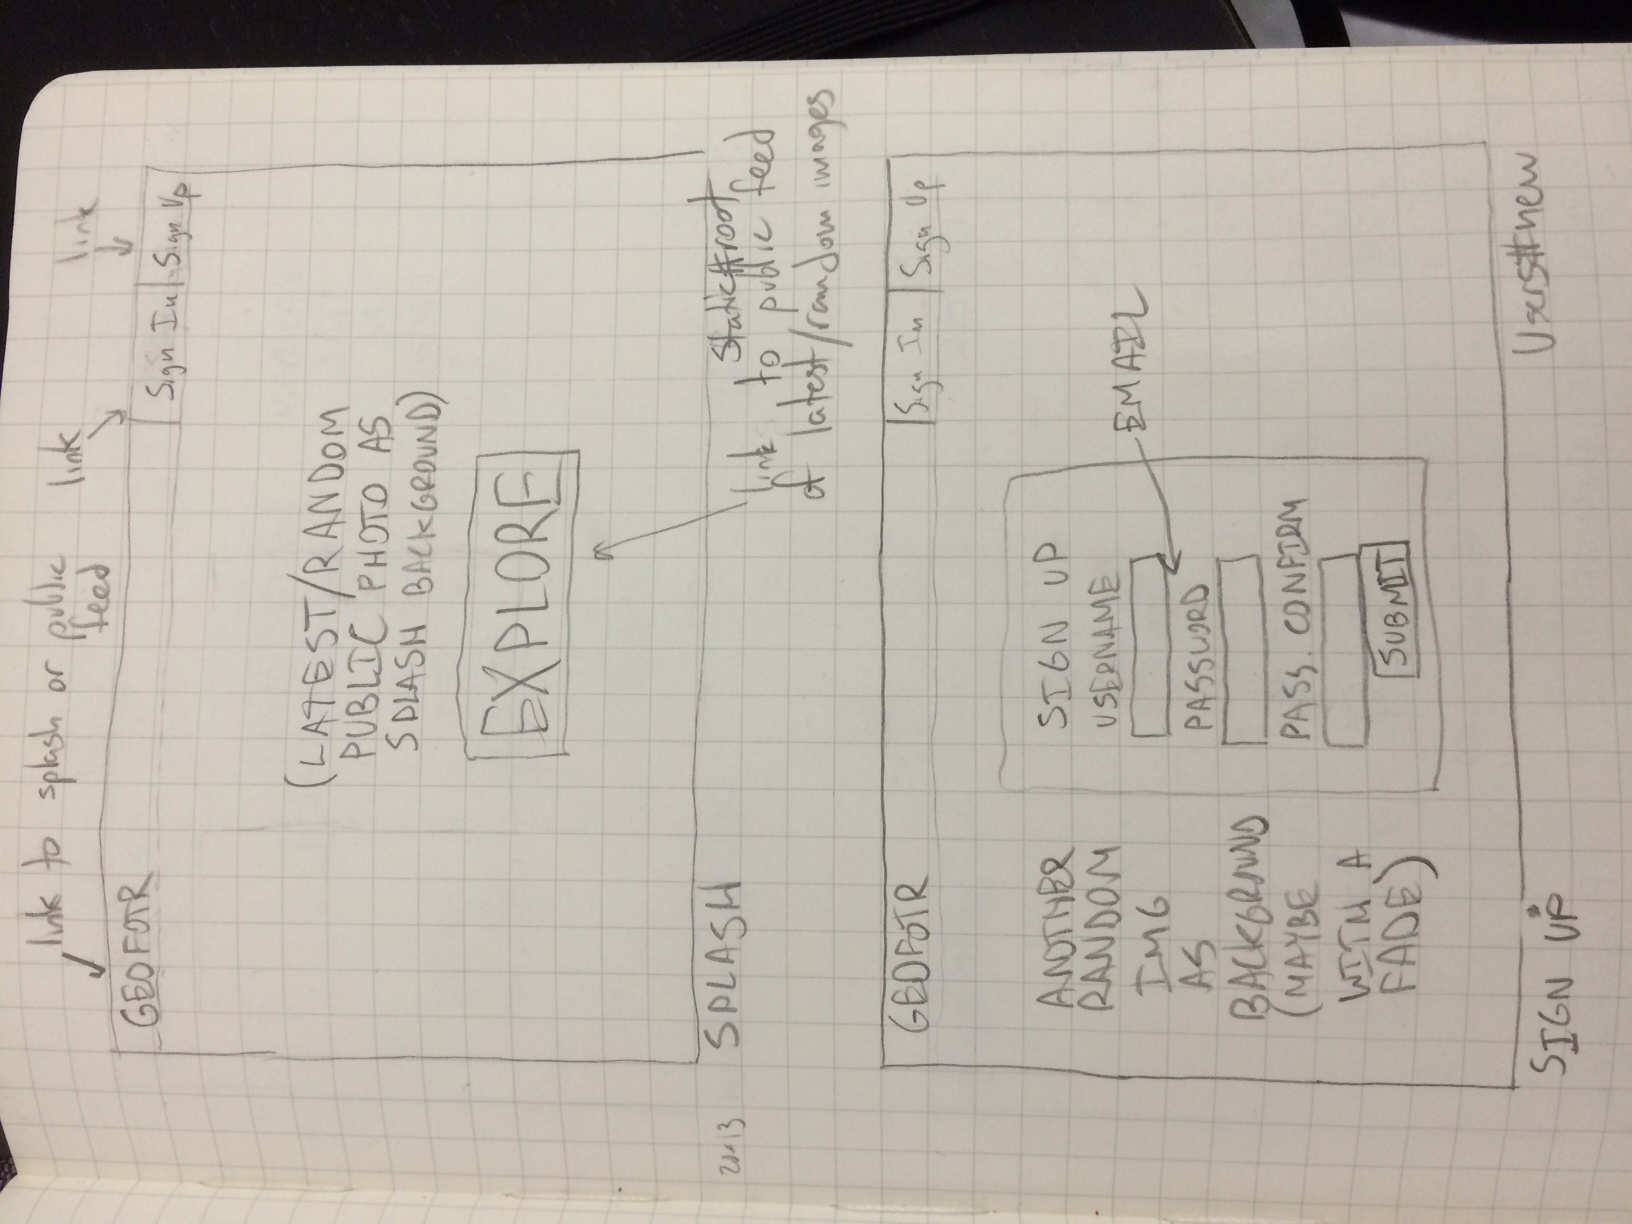 link to splash or public
feed
link
link
GEOFOTR
Sign In
Sign Up
(LATEST/RANDOM
PUBLIC PHOTO AS
SPLASH BACKGROUND)
EXPLORE
SPLASH
static#root
link to public feed
of latest/random images
GEOFOTR
Sign In
Sign Up
ANOTHER
RANDOM
IMG
AS
BACKGROUND
(MAYBE
WITH A
FADE)
SIGN UP
USERNAME
EMAIL
PASSWORD
PASS. CONFIRM
SUBMIT
SIGN UP
Users#new